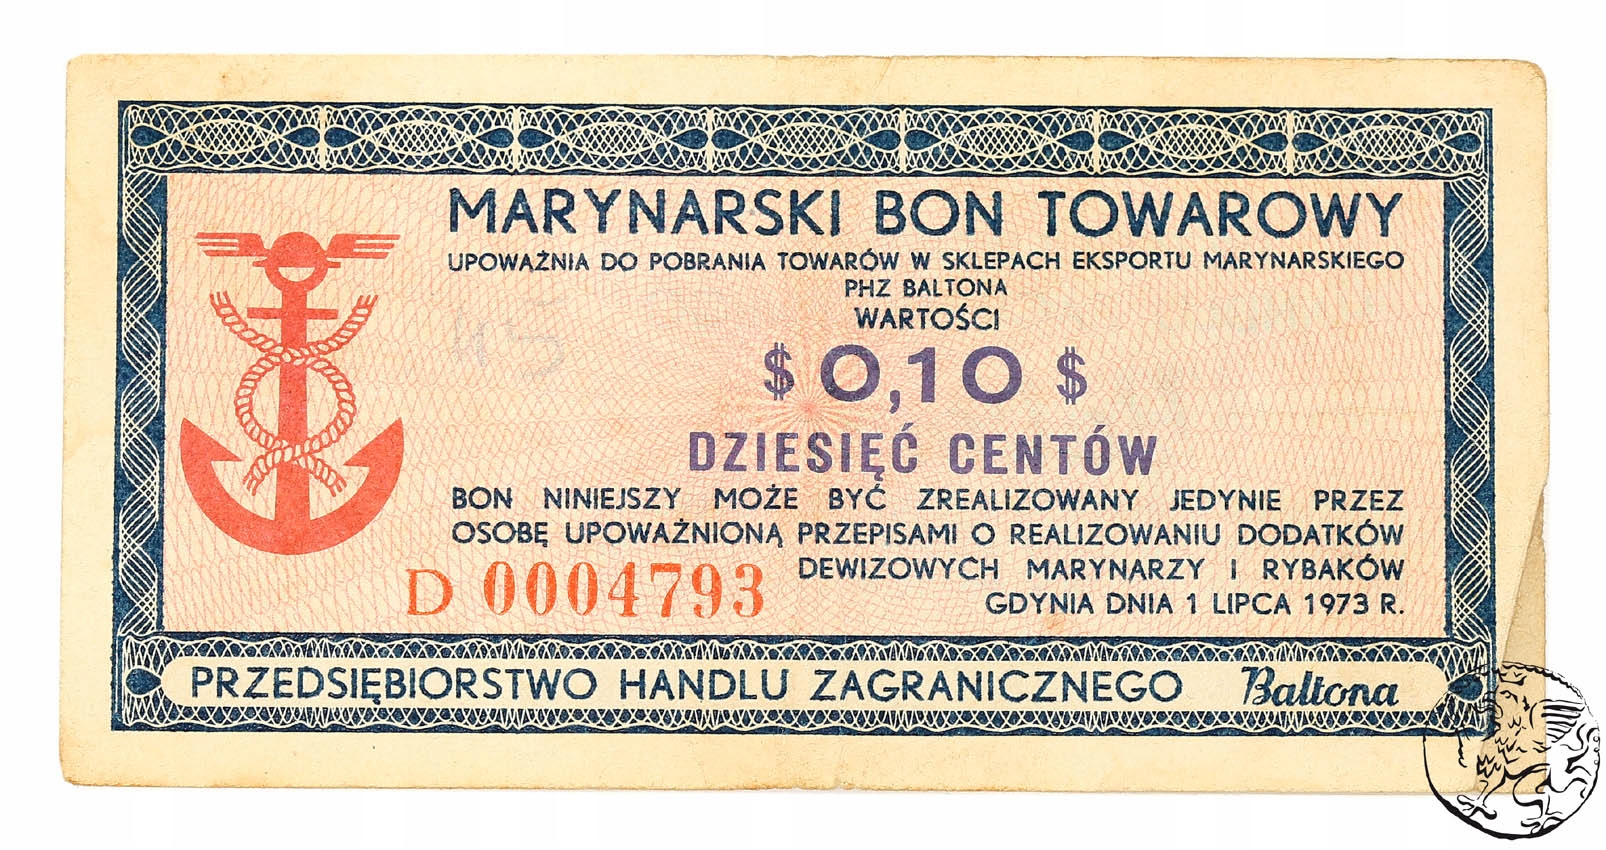 MARYNARSKI BON TOWAROWY
UPOWAŻNIA DO POBRANIA TOWARÓW W SKLEPACH EKSPORTU MARYNARSKIEGO
PHZ BALTONA
WARTOŚCI
$ 0,10 $
DZIESIĘĆ CENTÓW
BON NINIEJSZY MOŻE BYĆ ZREALIZOWANY JEDYNIE PRZEZ
OSOBĘ UPOWAŻNIONĄ PRZEPISAMI O REALIZOWANIU DODATKÓW
DEWIZOWYCH MARYNARZY I RYBAKÓW
D 0004793
GDYNIA DNIA 1 LIPCA 1973 R.
PRZEDSIĘBIORSTWO HANDLU ZAGRANICZNEGO Baltona